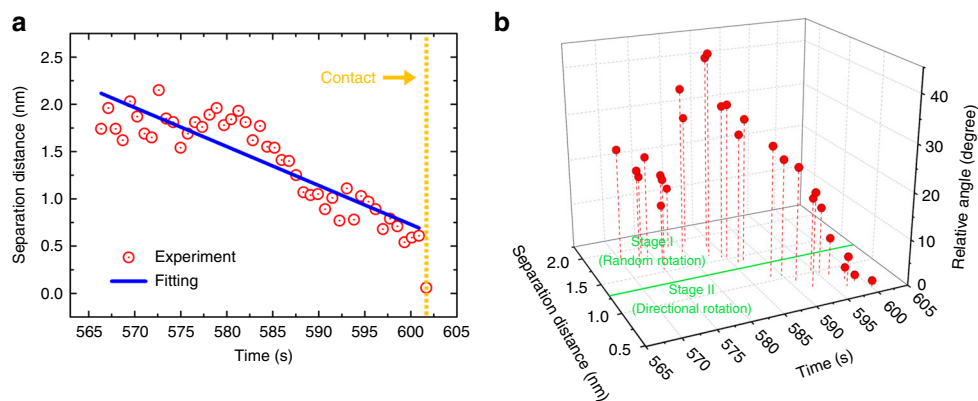 a
Separation distance (nm)
2.5
2.0
1.5
1.0
0.5
0.0
Contact
Experiment
Fitting
565 570 575 580 585 590 595 600 605
Time (s)
b
Relative angle (degree)
40
30
20
10
0
Stage I
(Random rotation)
Stage II
(Directional rotation)
Separation distance (nm)
2.0
1.5
1.0
0.5
565 570 575 580 585 590 595 600 605
Time (s)